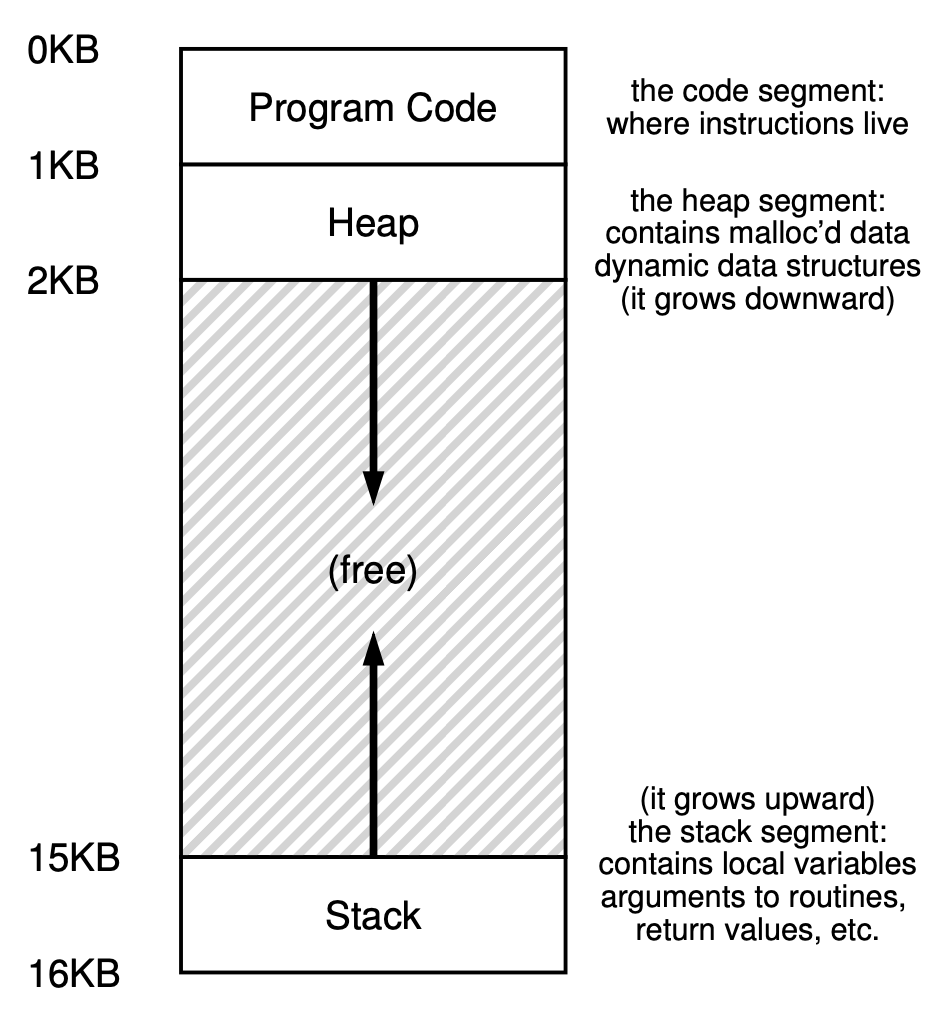 0KB
Program Code
the code segment:
where instructions live
1KB
Heap
the heap segment:
contains malloc’d data
dynamic data structures
(it grows downward)
2KB
(free)
(it grows upward)
the stack segment:
contains local variables
arguments to routines,
return values, etc.
15KB
Stack
16KB